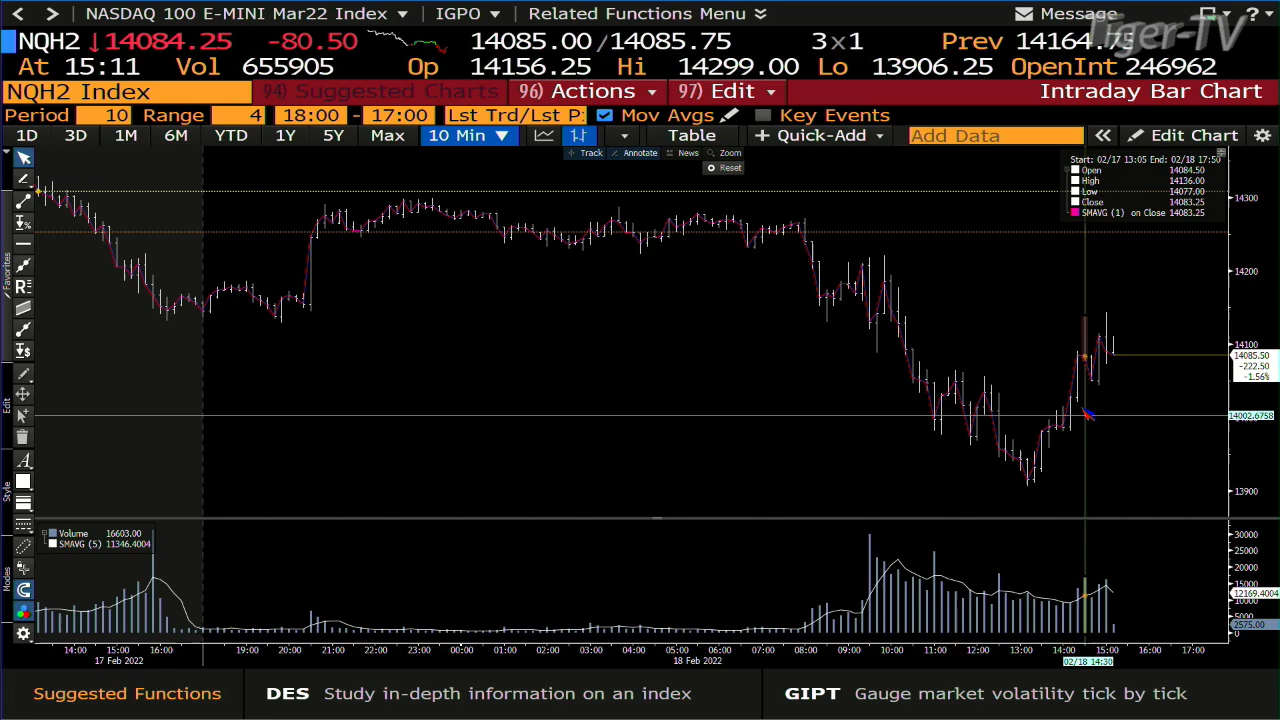 NASDAQ 100 E-MINI Mar22 Index IGPO Related Functions Menu Message ?
Tiger-TV
NQH2 14084.25 -80.50 14085.00/14085.75 3×1 Prev 14164.75
At 15:11 Vol 655905 Op 14156.25 Hi 14299.00 Lo 13906.25 OpenInt 246962
NQH2 Index 94) Suggested Charts 96) Actions 97) Edit Intraday Bar Chart
Period 10 Range 4 18:00 - 17:00 Lst Trd/Lst P: Mov Avgs Key Events
1D 3D 1M 6M YTD 1Y 5Y Max 10 Min Table + Quick-Add Add Data Edit Chart
Track Annotate News Zoom
Reset
Start: 02/17 13:05 End: 02/18 17:50
Open 14084.50
High 14136.00
Low 14077.00
Close 14083.25
SMAVG (1) on Close 14083.25
Favorites
Edit
Style
Modes
14300
14200
14100
14085.50
-222.50
-1.56%
14002.6758
13900
Volume 16603.00
SMAVG (5) 11346.4004
30000
25000
20000
15000
12169.4004
10000
2575.00
0
14:00 15:00 16:00 19:00 20:00 21:00 22:00 23:00 00:00 01:00 02:00 03:00 04:00 05:00 06:00 07:00 08:00 09:00 10:00 11:00 12:00 13:00 14:00 15:00 16:00 17:00
17 Feb 2022 18 Feb 2022 02/18 14:30
Suggested Functions DES Study in-depth information on an index GIPT Gauge market volatility tick by tick